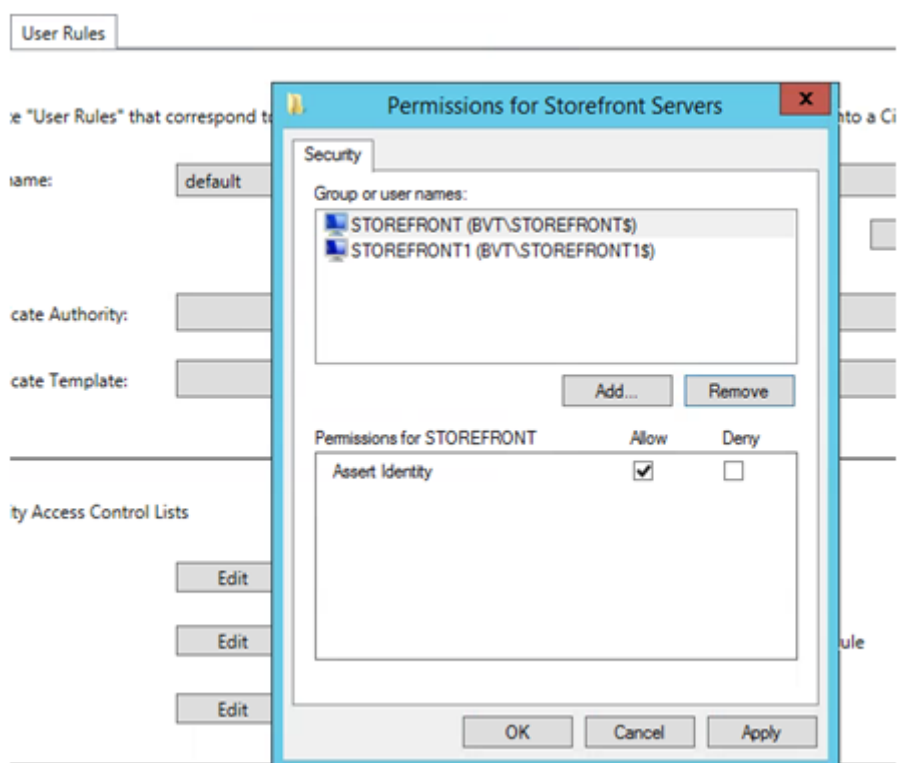 User Rules
e "User Rules" that correspond t
nto a Ci
Permissions for Storefront Servers
x
Security
Group or user names:
STOREFRONT (BVT\STOREFRONT$)
STOREFRONT1 (BVT\STOREFRONT1$)
ame:
default
cate Authority:
cate Template:
Add...
Remove
Permissions for STOREFRONT
Allow
Deny
Assert Identity
ity Access Control Lists
Edit
Edit
ule
Edit
OK
Cancel
Apply